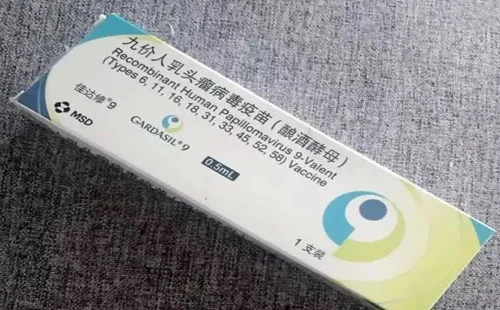 九价人乳头瘤病毒疫苗（酿酒酵母）
Recombinant Human Papillomavirus 9-Valent
(Types 6, 11, 16, 18, 31, 33, 45, 52, 58) Vaccine
佳达修®9
MSD
GARDASIL®9
0.5mL
1支装